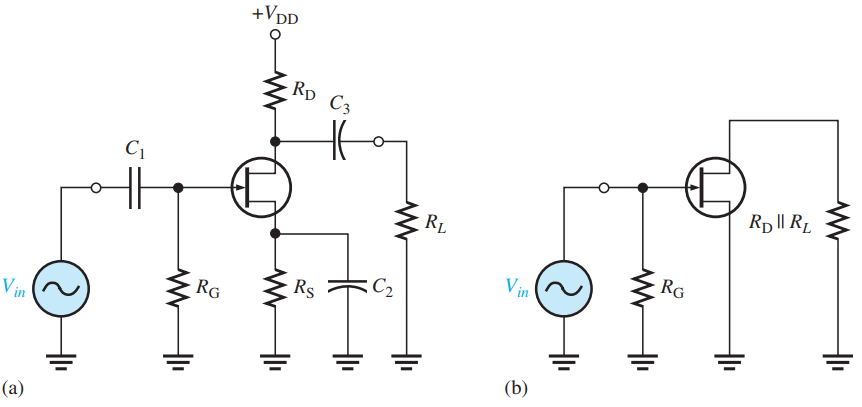 +VDD
RD
C3
C1
RL
Vin
RG
RS
C2
(a)
RD || RL
Vin
RG
(b)